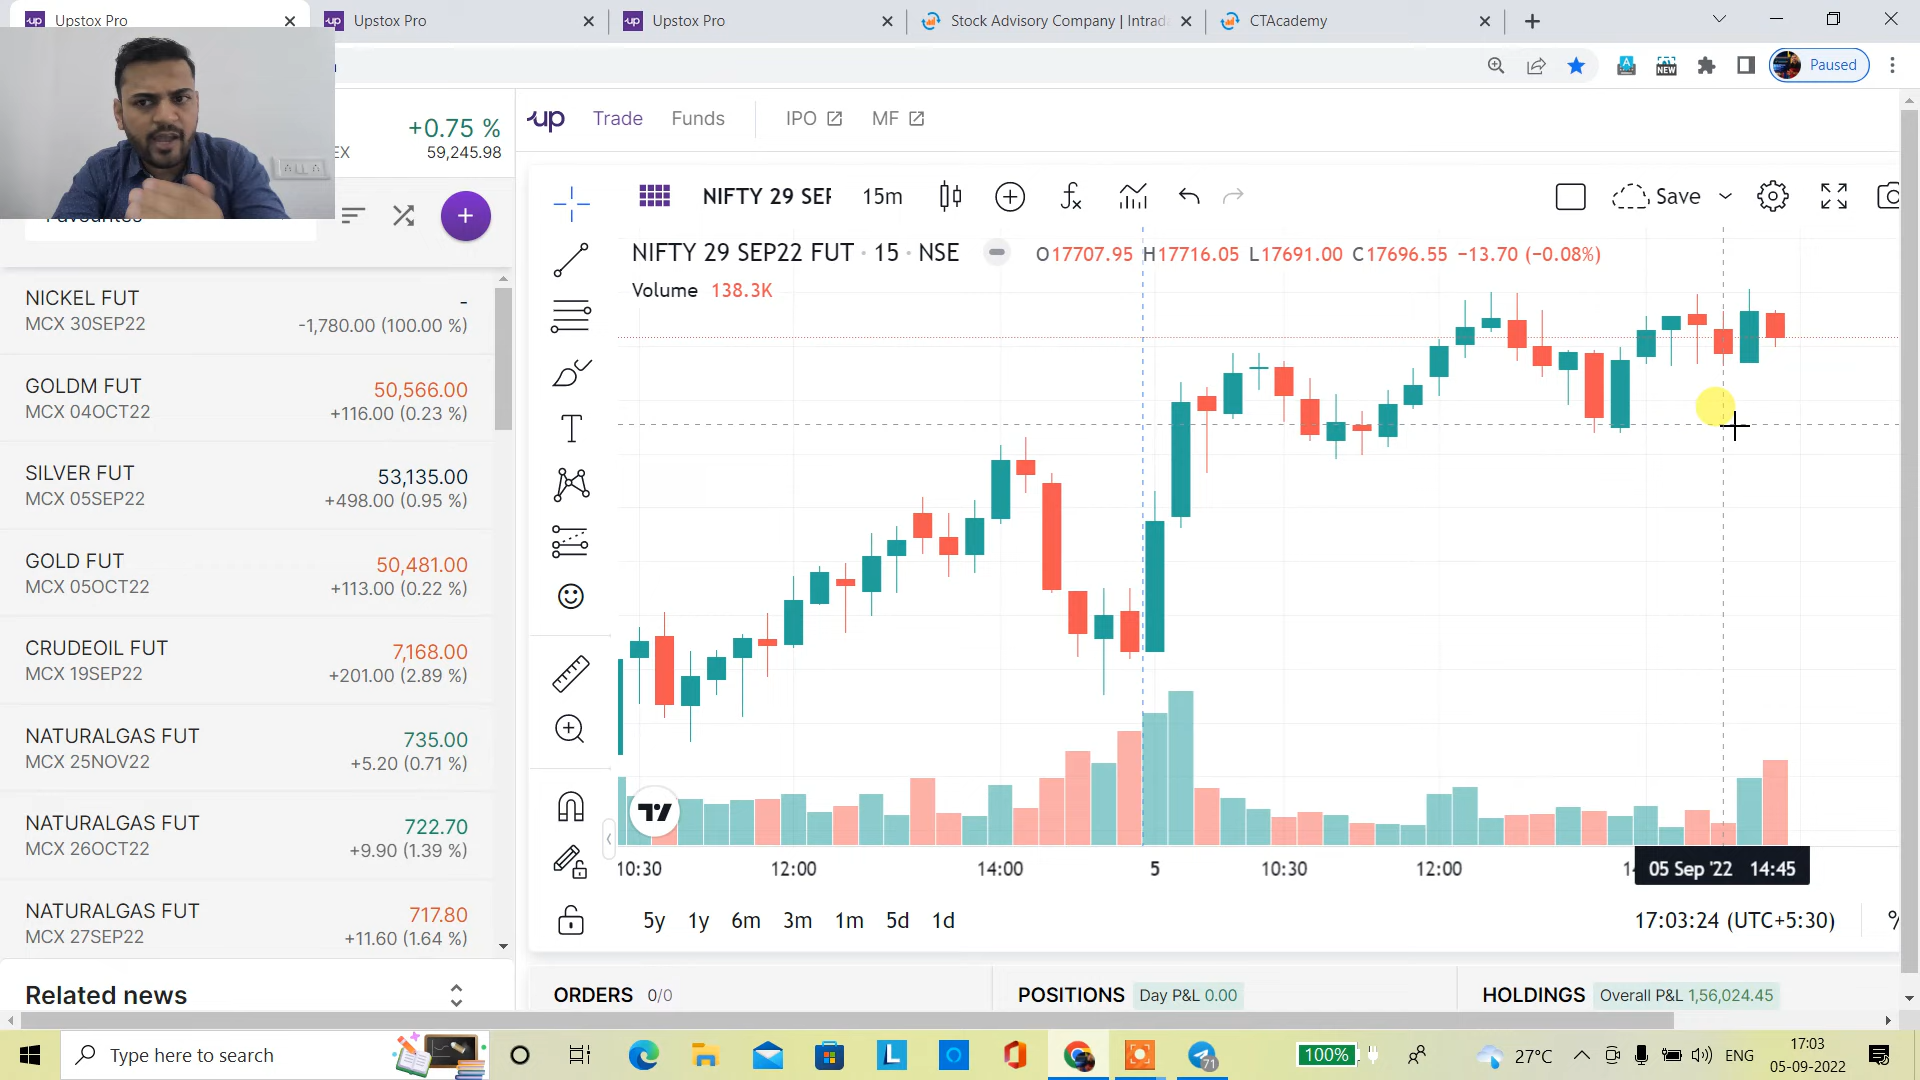 Upstox Pro
Upstox Pro
Upstox Pro
Stock Advisory Company | Intrad
CTAcademy
Paused
+0.75 %
EX
59,245.98
up
Trade
Funds
IPO
MF
NIFTY 29 SEP
15m
Save
NIFTY 29 SEP22 FUT · 15 · NSE
O17707.95 H17716.05 L17691.00 C17696.55 −13.70 (−0.08%)
Volume 138.3K
NICKEL FUT
-
MCX 30SEP22
-1,780.00 (100.00 %)
GOLDM FUT
50,566.00
MCX 04OCT22
+116.00 (0.23 %)
SILVER FUT
53,135.00
MCX 05SEP22
+498.00 (0.95 %)
GOLD FUT
50,481.00
MCX 05OCT22
+113.00 (0.22 %)
CRUDEOIL FUT
7,168.00
MCX 19SEP22
+201.00 (2.89 %)
NATURALGAS FUT
735.00
MCX 25NOV22
+5.20 (0.71 %)
NATURALGAS FUT
722.70
MCX 26OCT22
+9.90 (1.39 %)
NATURALGAS FUT
717.80
MCX 27SEP22
+11.60 (1.64 %)
Related news
10:30
12:00
14:00
5
10:30
12:00
05 Sep '22 14:45
5y 1y 6m 3m 1m 5d 1d
17:03:24 (UTC+5:30)
%
ORDERS 0/0
POSITIONS Day P&L 0.00
HOLDINGS Overall P&L 1,56,024.45
Type here to search
L
71
100%
27°C
ENG
17:03
05-09-2022